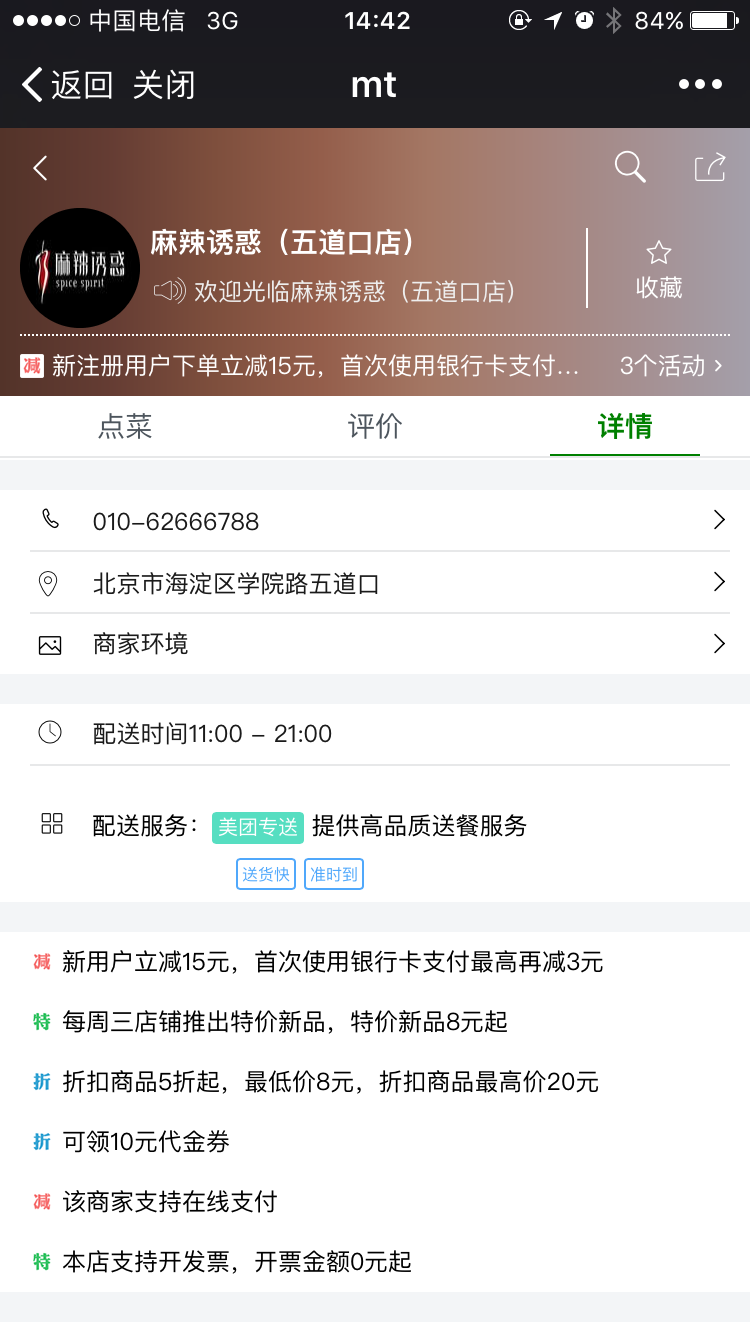 中国电信 3G 14:42 84%
返回 关闭 mt
麻辣诱惑（五道口店）
麻辣诱惑
spice spirit
欢迎光临麻辣诱惑（五道口店）
收藏
减 新注册用户下单立减15元，首次使用银行卡支付... 3个活动
点菜 评价 详情
010-62666788
北京市海淀区学院路五道口
商家环境
配送时间11:00 - 21:00
配送服务： 美团专送 提供高品质送餐服务
送货快 准时到
减 新用户立减15元，首次使用银行卡支付最高再减3元
特 每周三店铺推出特价新品，特价新品8元起
折 折扣商品5折起，最低价8元，折扣商品最高价20元
折 可领10元代金券
减 该商家支持在线支付
特 本店支持开发票，开票金额0元起